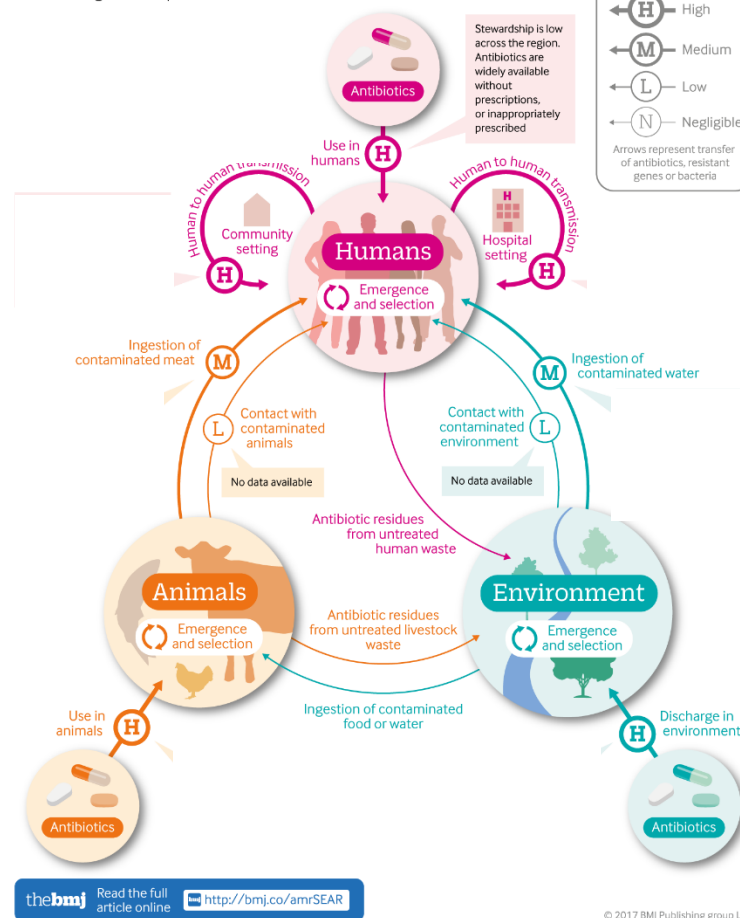 H High
M Medium
L Low
N Negligible
Arrows represent transfer
of antibiotics, resistant
genes or bacteria
Stewardship is low
across the region.
Antibiotics are
widely available
without
prescriptions,
or inappropriately
prescribed
Antibiotics
Use in
humans
H
Human to human transmission
Community
setting
H
Human to human transmission
H
Hospital
setting
H
Humans
Emergence
and selection
Ingestion of
contaminated meat
M
Ingestion of
contaminated water
M
L
Contact with
contaminated
animals
No data available
Contact with
contaminated
environment
L
No data available
Antibiotic residues
from untreated
human waste
Animals
Emergence
and selection
Environment
Emergence
and selection
Antibiotic residues
from untreated livestock
waste
Ingestion of contaminated
food or water
Use in
animals
H
Antibiotics
Discharge in
environment
H
Antibiotics
thebmj
Read the full
article online
bmj http://bmj.co/amrSEAR
© 2017 BMJ Publishing group